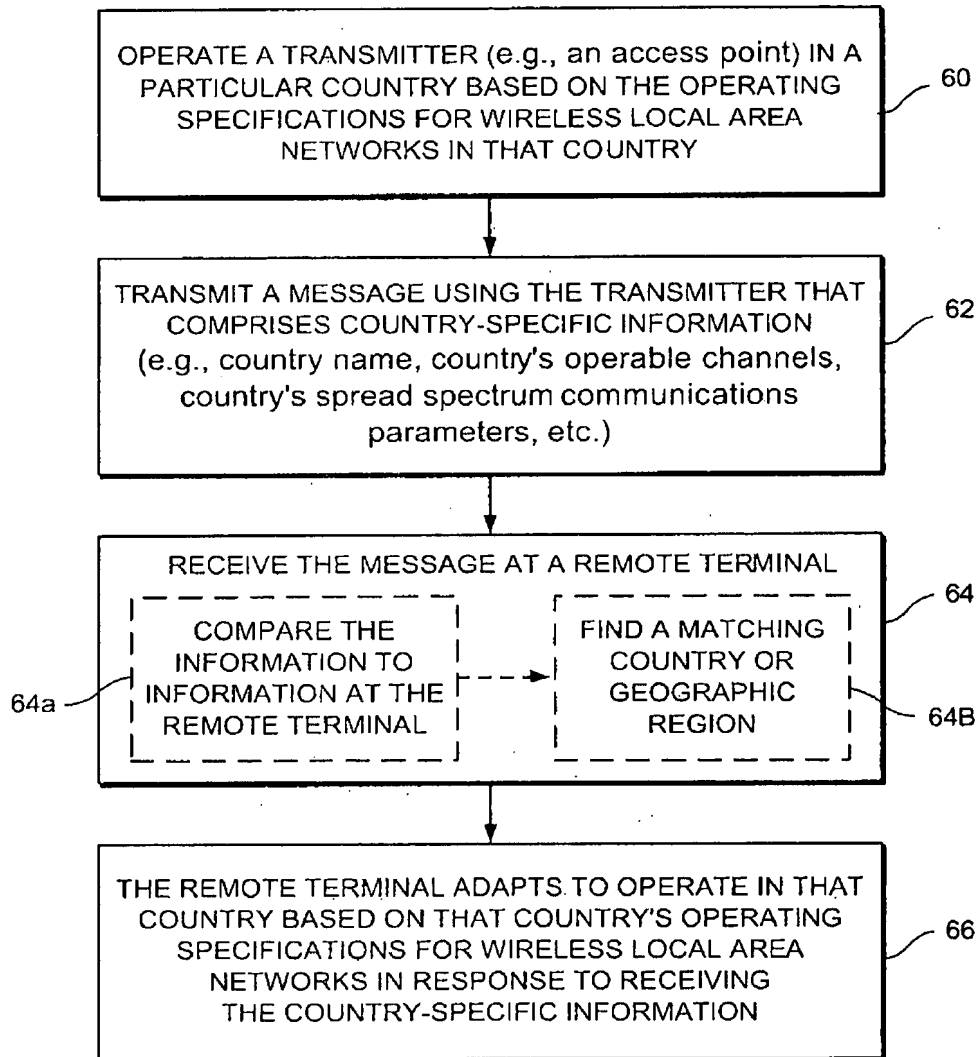 OPERATE A TRANSMITTER (e.g., an access point) IN A
PARTICULAR COUNTRY BASED ON THE OPERATING
SPECIFICATIONS FOR WIRELESS LOCAL AREA
NETWORKS IN THAT COUNTRY
60
TRANSMIT A MESSAGE USING THE TRANSMITTER THAT
COMPRISES COUNTRY-SPECIFIC INFORMATION
(e.g., country name, country's operable channels,
country's spread spectrum communications
parameters, etc.)
62
RECEIVE THE MESSAGE AT A REMOTE TERMINAL
64
COMPARE THE
INFORMATION TO
INFORMATION AT THE
REMOTE TERMINAL
64a
FIND A MATCHING
COUNTRY OR
GEOGRAPHIC
REGION
64B
THE REMOTE TERMINAL ADAPTS TO OPERATE IN THAT
COUNTRY BASED ON THAT COUNTRY'S OPERATING
SPECIFICATIONS FOR WIRELESS LOCAL AREA
NETWORKS IN RESPONSE TO RECEIVING
THE COUNTRY-SPECIFIC INFORMATION
66